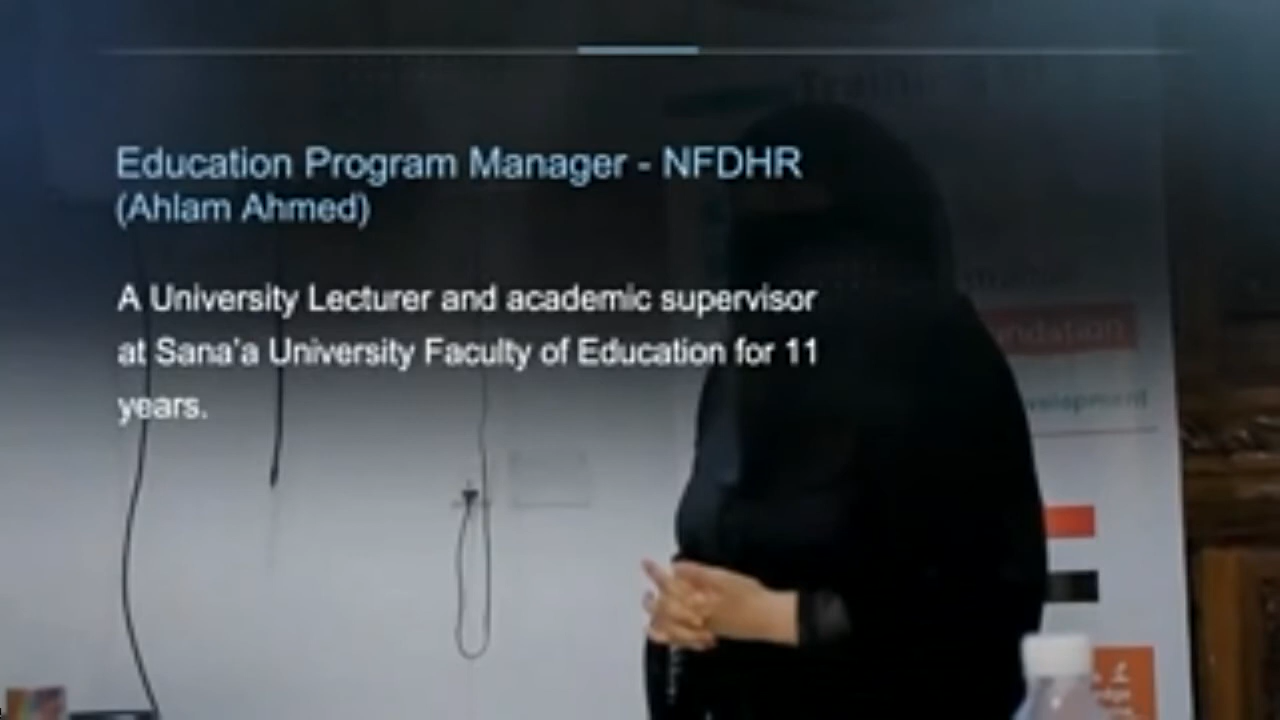 Education Program Manager - NFDHR
(Ahlam Ahmed)
A University Lecturer and academic supervisor
at Sana'a University Faculty of Education for 11
years.